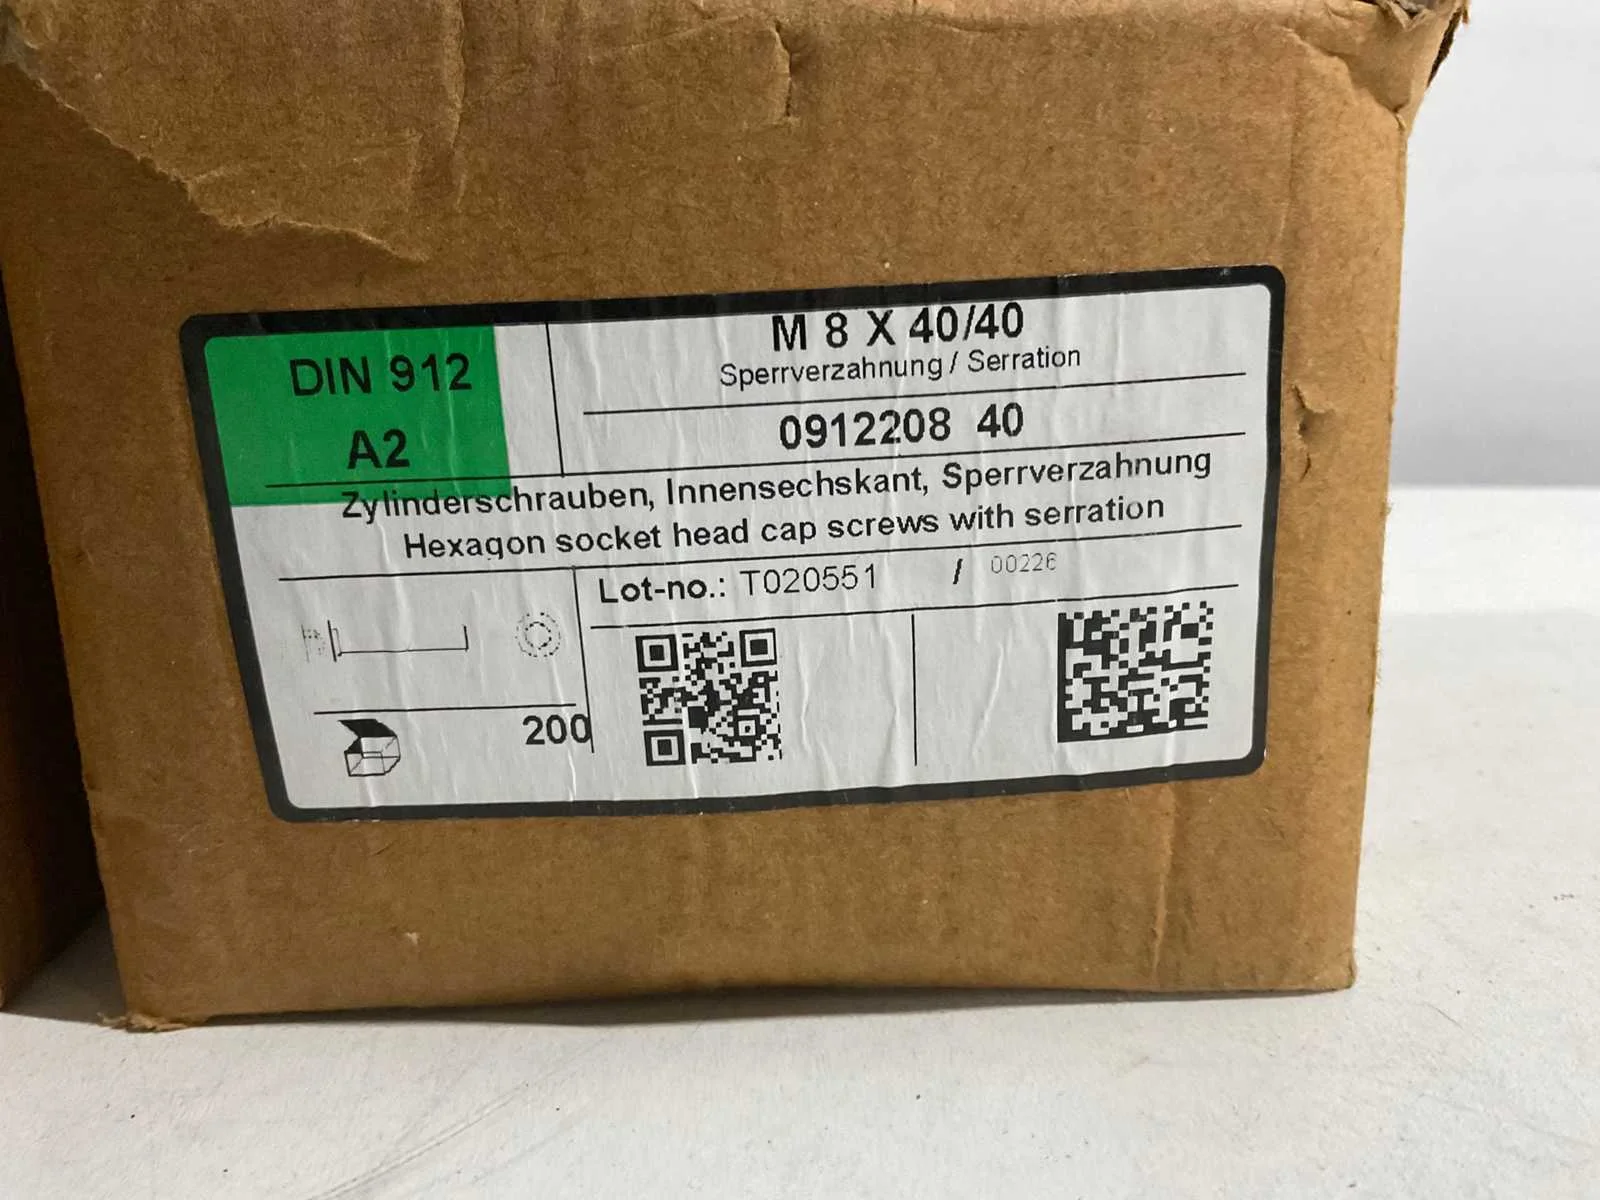 DIN 912
A2
M 8 X 40/40
Sperrverzahnung / Serration
0912208 40
Zylinderschrauben, Innensechskant, Sperrverzahnung
Hexagon socket head cap screws with serration
Lot-no.: T020551 / 00226
200